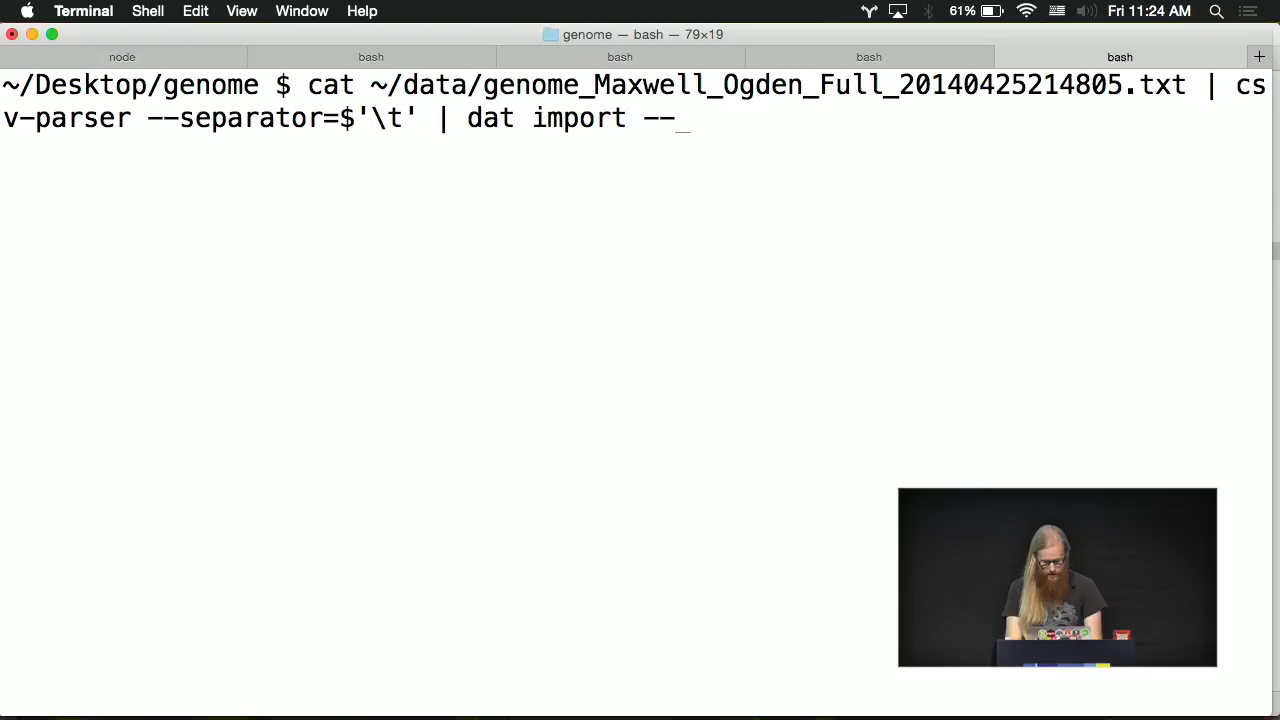 Terminal Shell Edit View Window Help 61% Fri 11:24 AM
genome — bash — 79×19
node bash bash bash bash +
~/Desktop/genome $ cat ~/data/genome_Maxwell_Ogden_Full_20140425214805.txt | cs
v-parser --separator=$'\t' | dat import --_